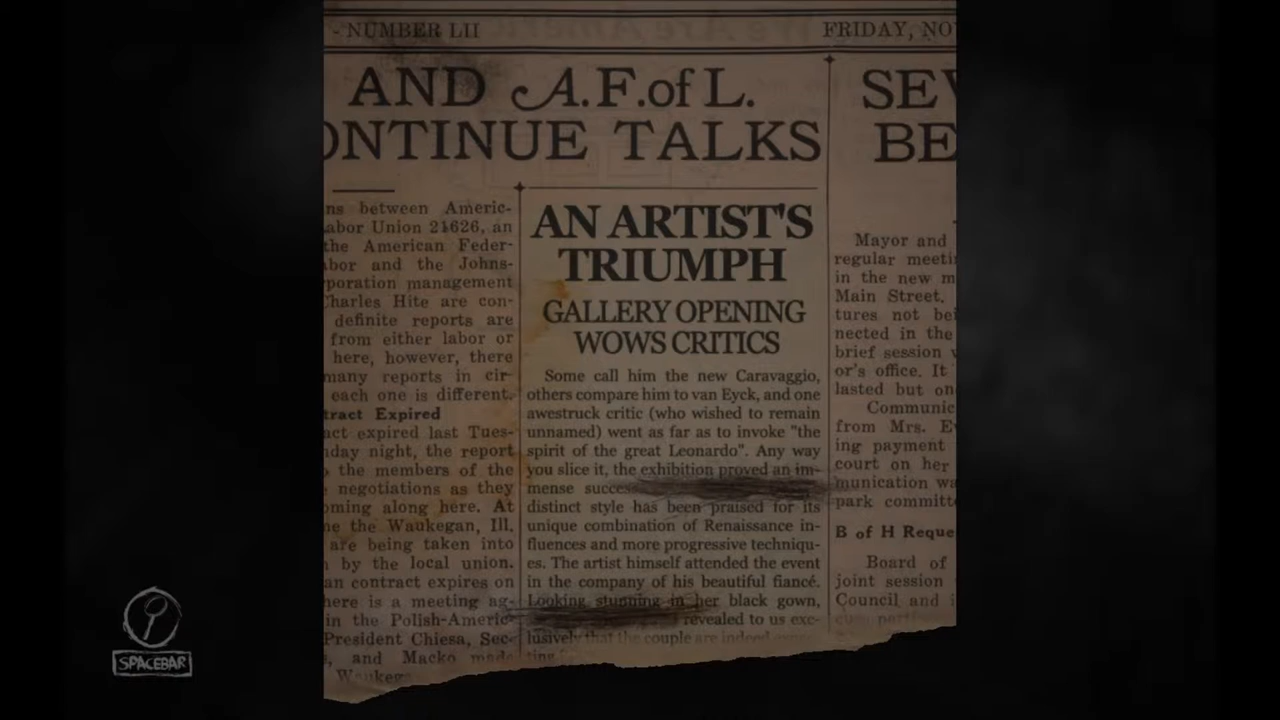 - NUMBER LII
FRIDAY, NO
AND A.F. of L.
ONTINUE TALKS
SEV
BE
ns between Americ-
abor Union 21626, an
the American Feder-
bor and the Johns-
poration management
Charles Hite are con-
definite reports are
from either labor or
here, however, there
many reports in cir-
each one is different.
tract Expired
act expired last Tues-
day night, the report
the members of the
negotiations as they
oming along here. At
the Waukegan, Ill.
are being taken into
by the local union.
an contract expires on
here is a meeting ag-
in the Polish-Americ-
President Chiesa, Sec-
, and Macko made
Waukega
AN ARTIST'S
TRIUMPH
GALLERY OPENING
WOWS CRITICS
Some call him the new Caravaggio,
others compare him to van Eyck, and one
awestruck critic (who wished to remain
unnamed) went as far as to invoke "the
spirit of the great Leonardo". Any way
you slice it, the exhibition proved an im-
mense succes
distinct style has been praised for its
unique combination of Renaissance in-
fluences and more progressive techniqu-
es. The artist himself attended the event
in the company of his beautiful fiancé.
Looking stunning in her black gown,
revealed to us exc-
lusively that the couple are indeed
Mayor and
regular meeti
in the new m
Main Street.
tures not bei
nected in the
brief session
or's office. It
lasted but on
Communic
from Mrs. E
ing payment
court on her
munication wa
park committe
B of H Reque
Board of
joint session
Council and i
SPACEBAR